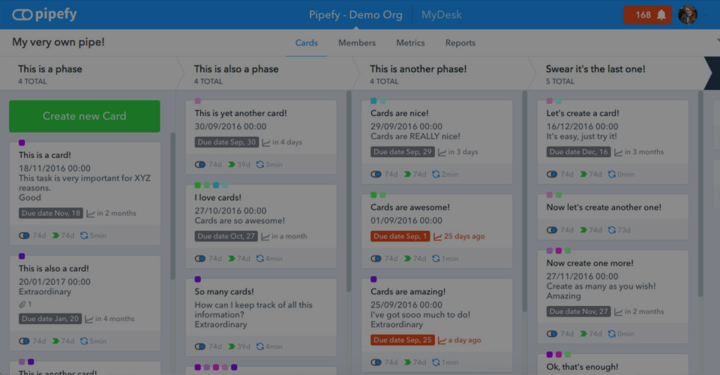 pipefy
Pipefy - Demo Org
MyDesk
168
My very own pipe!
Cards
Members
Metrics
Reports
This is a phase
4 TOTAL
Create new Card
This is a card!
18/11/2016 00:00
This task is very important for XYZ
reasons.
Good
Due date Nov, 18
in 2 months
74d
74d
5min
This is also a card!
20/01/2017 00:00
Extraordinary
1
Due date Jan, 20
in 4 months
74d
74d
5min
This is another card!
This is also a phase
4 TOTAL
This is yet another card!
30/09/2016 00:00
Due date Sep, 30
in 4 days
74d
39d
3min
I love cards!
27/10/2016 00:00
Cards are so awesome!
Due date Oct, 27
in a month
74d
74d
4min
So many cards!
How can I keep track of all this
information?
Extraordinary
74d
39d
4min
This is another phase!
4 TOTAL
Cards are nice!
29/09/2016 00:00
Cards are REALLY nice!
Due date Sep, 29
in 3 days
74d
74d
2min
Cards are awesome!
01/09/2016 00:00
Due date Sep, 1
25 days ago
74d
74d
1min
Cards are amazing!
25/09/2016 00:00
I've got sooo much to do!
Extraordinary
Due date Sep, 25
a day ago
74d
74d
1min
Swear it's the last one!
5 TOTAL
Let's create a card!
16/12/2016 00:00
It's easy, just try it!
Due date Dec, 16
in 3 months
74d
74d
0min
Now let's create another one!
74d
74d
73d
Now create one more!
27/11/2016 00:00
Create as many as you wish!
Amazing
Due date Nov, 27
in 2 months
74d
74d
0min
Ok, that's enough!